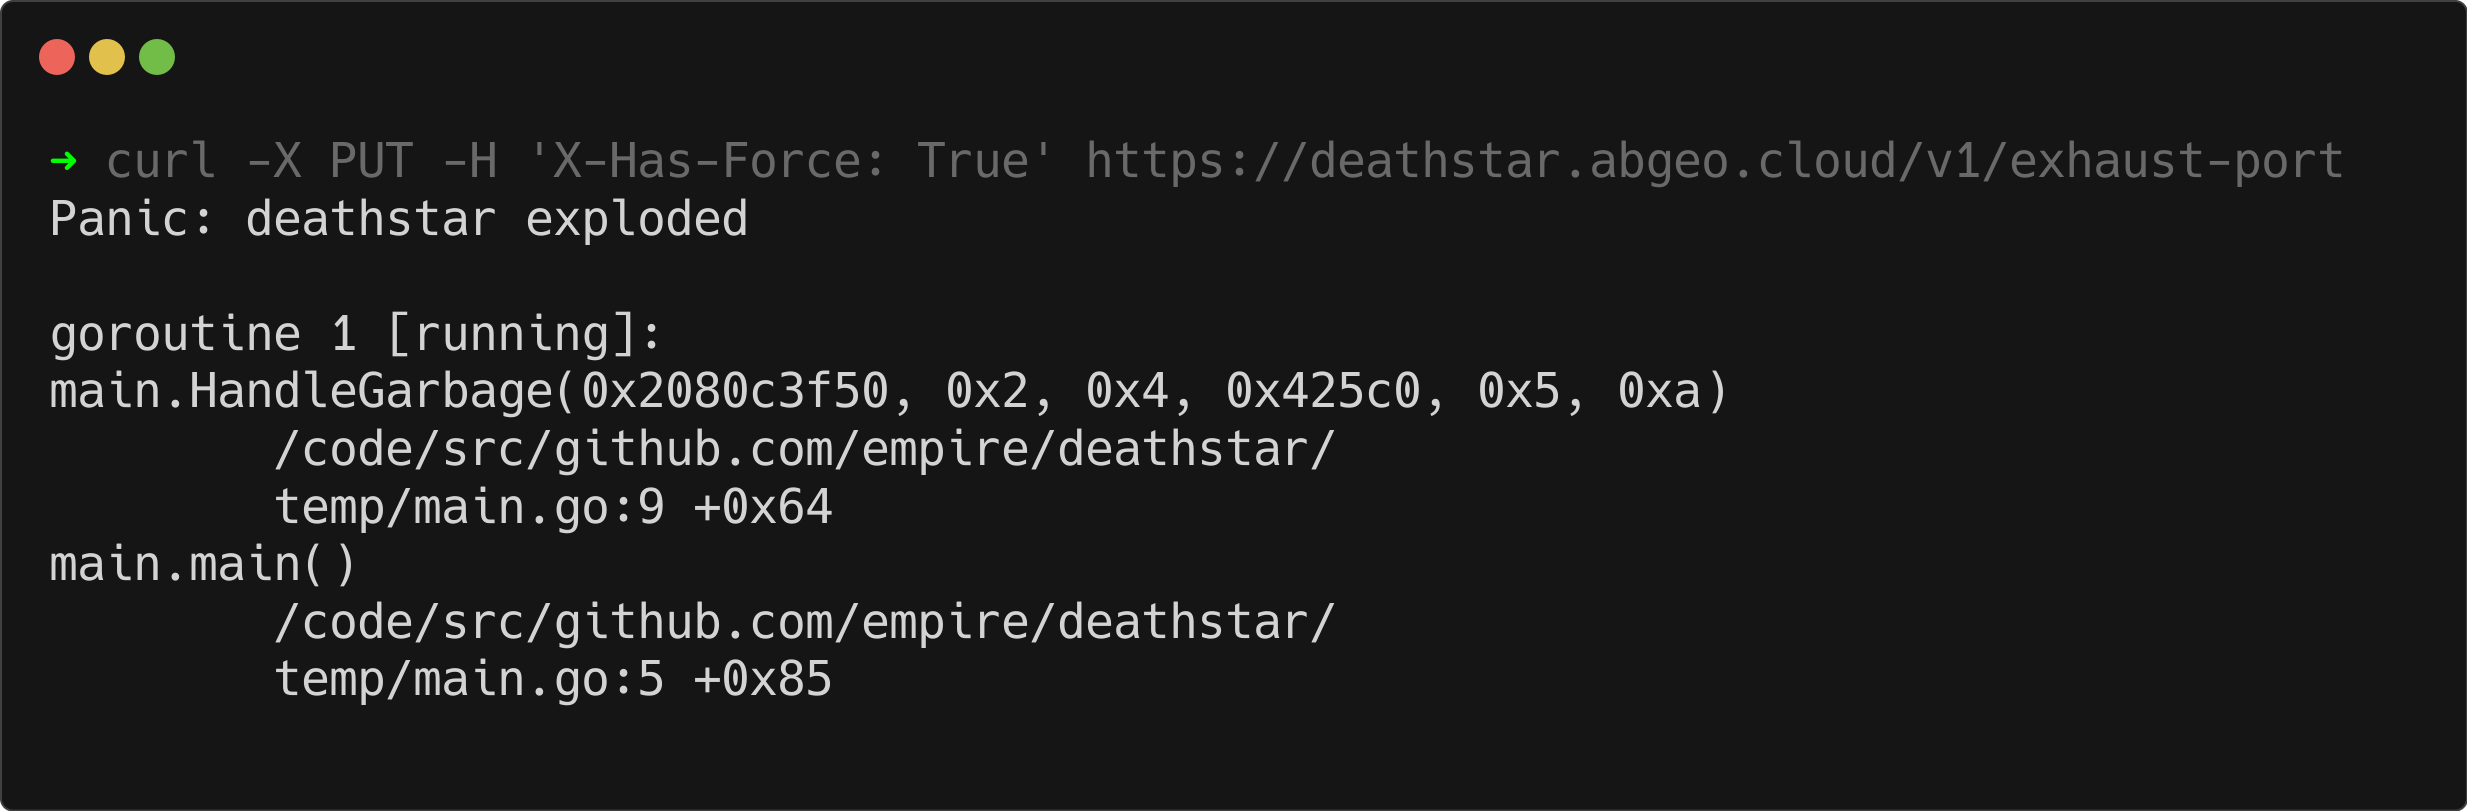 ➜ curl -X PUT -H 'X-Has-Force: True' https://deathstar.abgeo.cloud/v1/exhaust-port
Panic: deathstar exploded
goroutine 1 [running]:
main.HandleGarbage(0x2080c3f50, 0x2, 0x4, 0x425c0, 0x5, 0xa)
/code/src/github.com/empire/deathstar/
temp/main.go:9 +0x64
main.main()
/code/src/github.com/empire/deathstar/
temp/main.go:5 +0x85